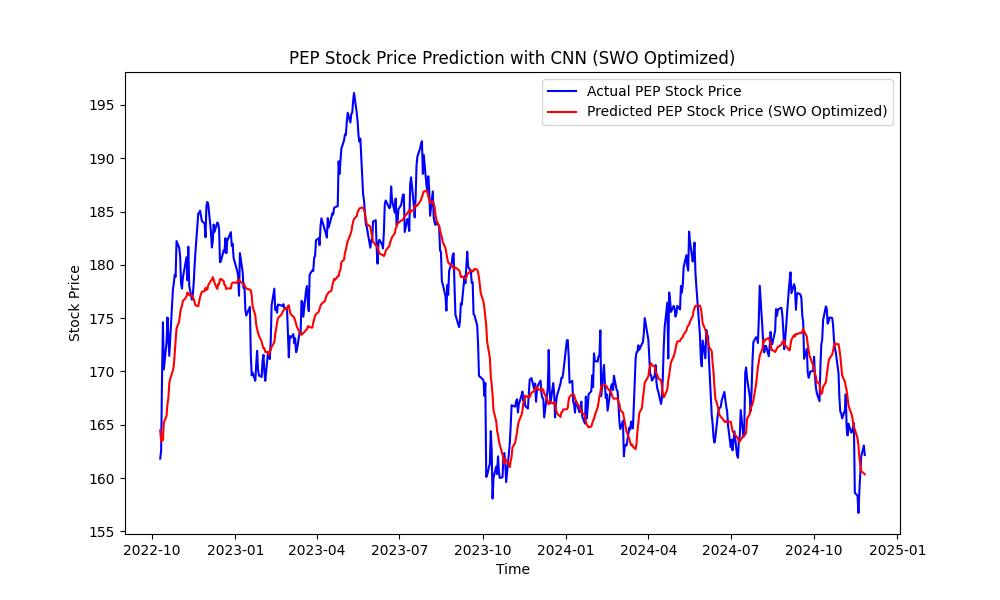 PEP Stock Price Prediction with CNN (SWO Optimized)
Actual PEP Stock Price
Predicted PEP Stock Price (SWO Optimized)
195
190
185
180
175
170
165
160
155
Stock Price
2022-10 2023-01 2023-04 2023-07 2023-10 2024-01 2024-04 2024-07 2024-10 2025-01
Time